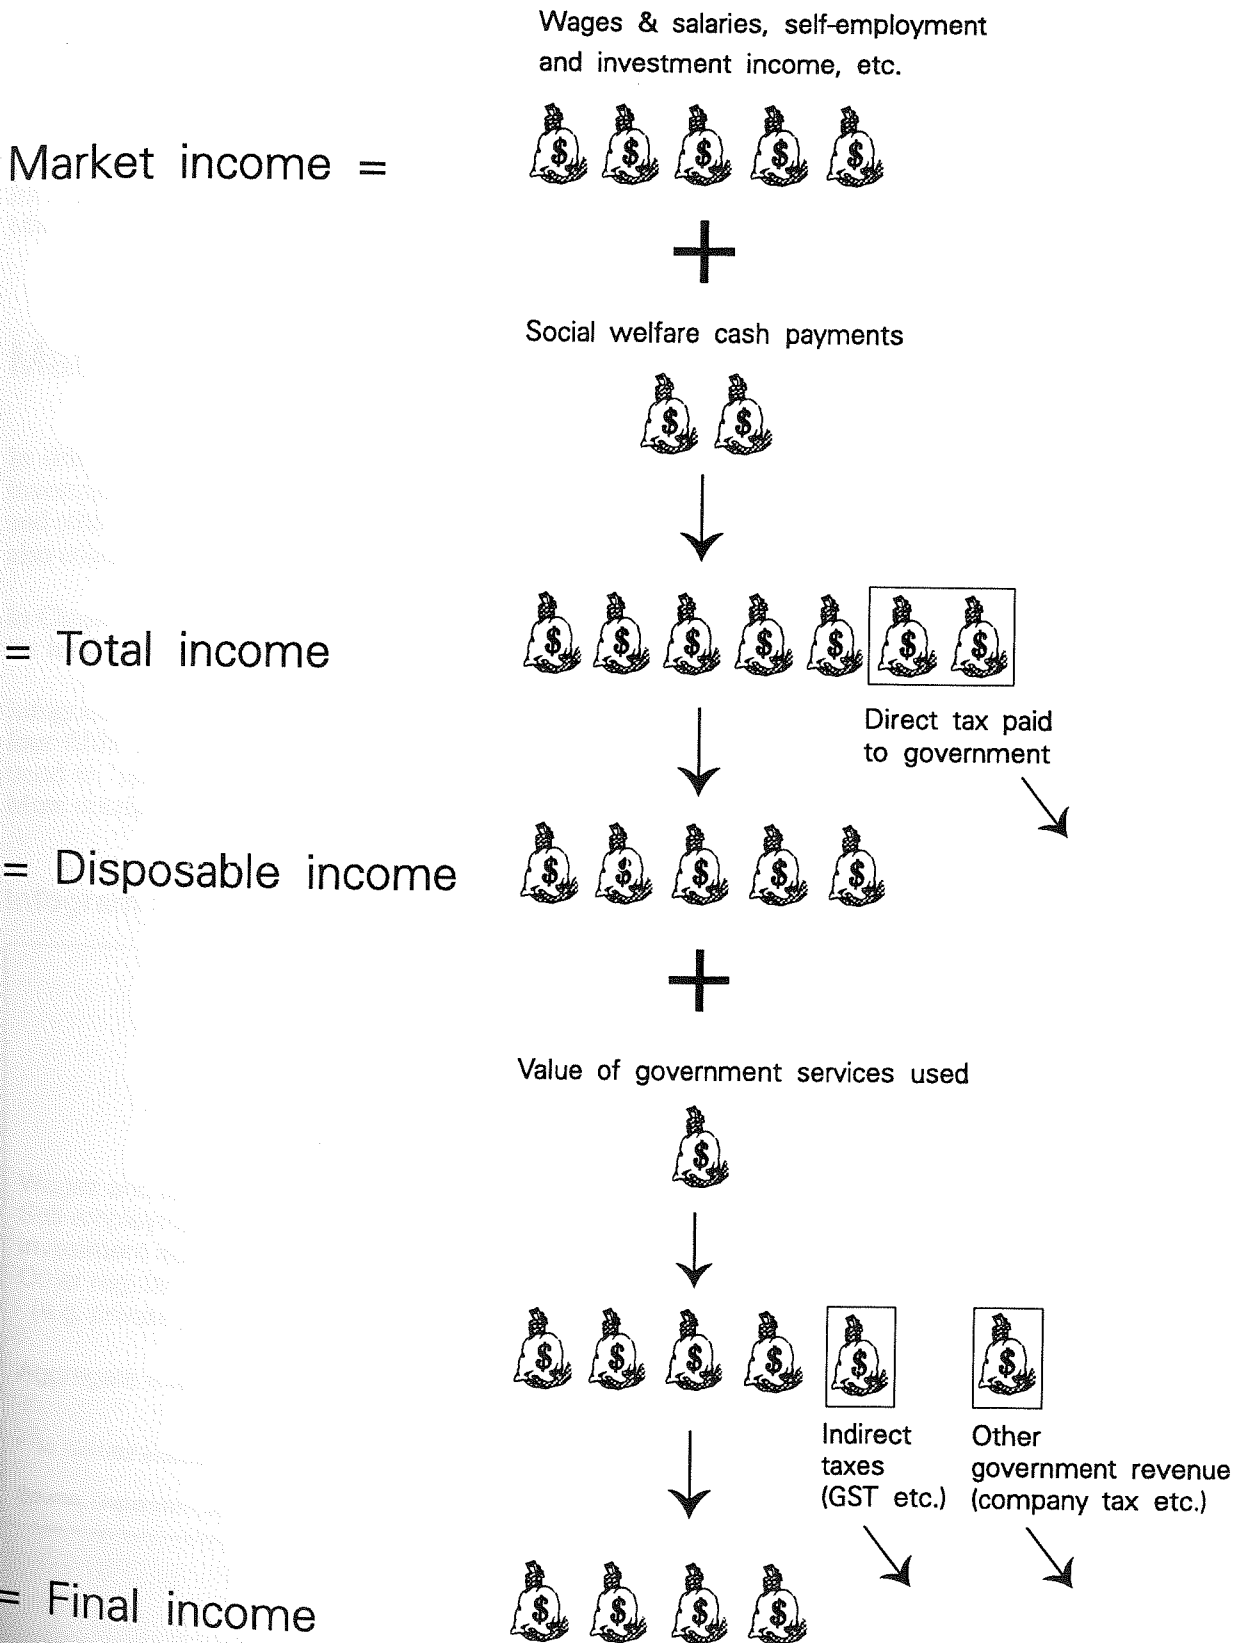 Wages & salaries, self-employment
and investment income, etc.
$ $ $ $ $
Market income =
+
Social welfare cash payments
$ $
= Total income
$ $ $ $ $ $ $
Direct tax paid
to government
= Disposable income
$ $ $ $ $
+
Value of government services used
$
$ $ $ $ $ $
Indirect
taxes
(GST etc.)
Other
government revenue
(company tax etc.)
= Final income
$ $ $ $